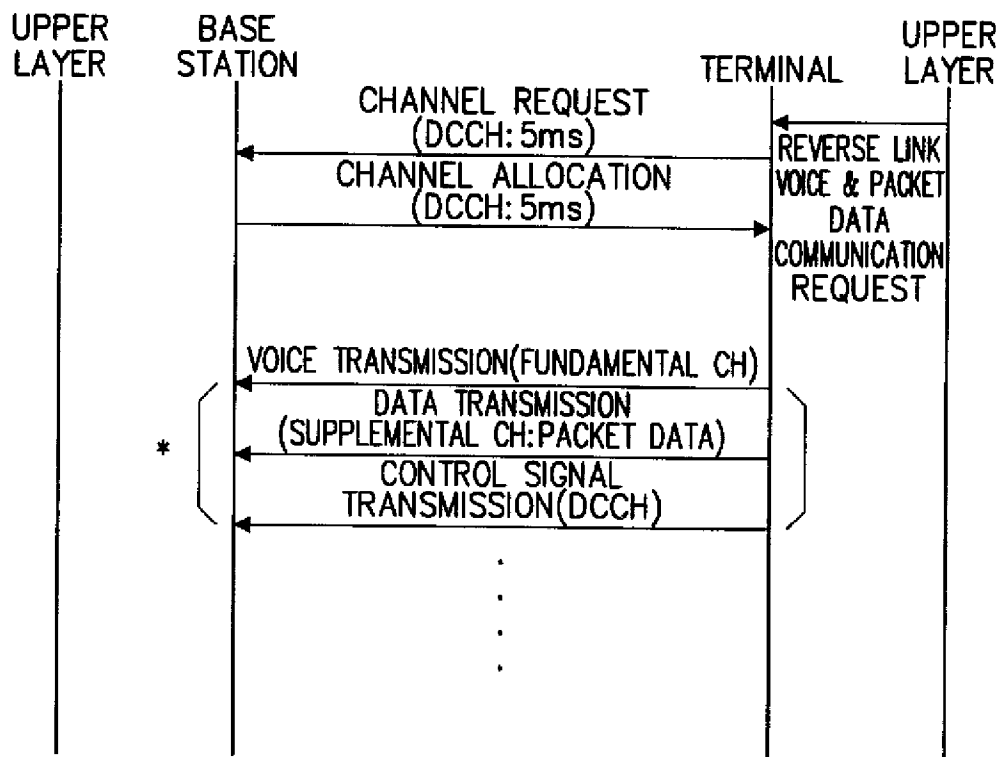 UPPER
LAYER
BASE
STATION
TERMINAL
UPPER
LAYER
CHANNEL REQUEST
(DCCH: 5ms)
CHANNEL ALLOCATION
(DCCH: 5ms)
REVERSE LINK
VOICE & PACKET
DATA
COMMUNICATION
REQUEST
VOICE TRANSMISSION(FUNDAMENTAL CH)
DATA TRANSMISSION
(SUPPLEMENTAL CH:PACKET DATA)
*
CONTROL SIGNAL
TRANSMISSION(DCCH)